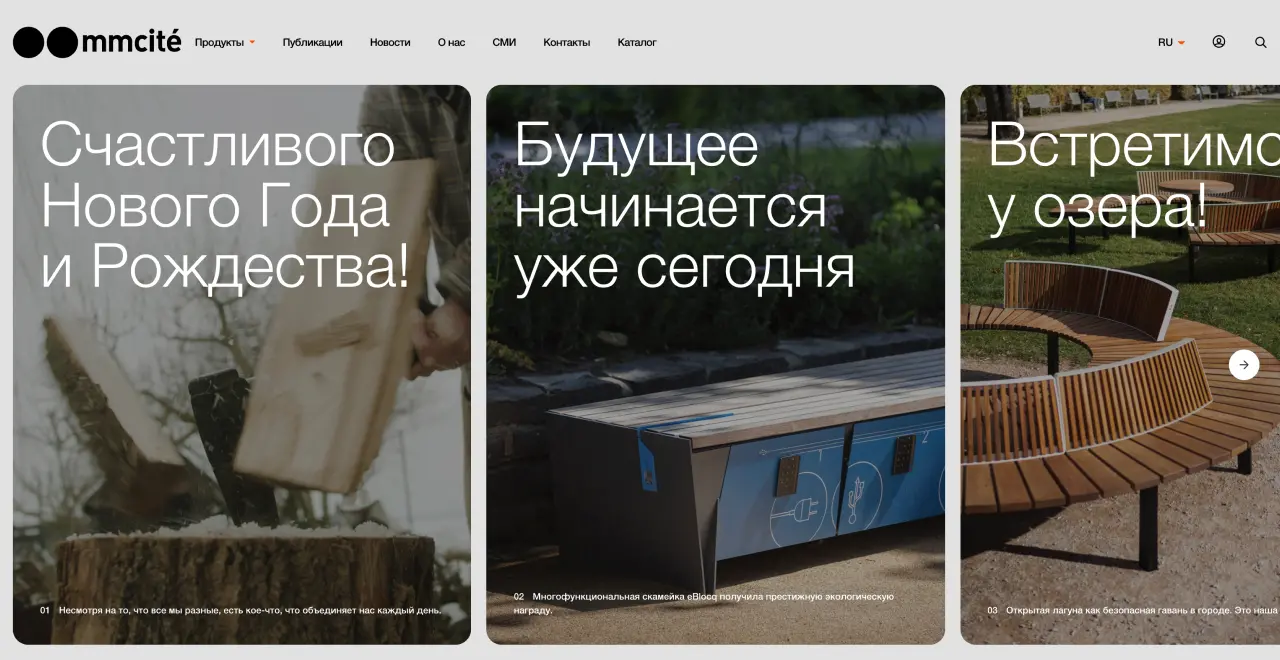 mmcité
Продукты
Публикации
Новости
О нас
СМИ
Контакты
Каталог
RU
Счастливого
Нового Года
и Рождества!
01 Несмотря на то, что все мы разные, есть кое-что, что объединяет нас каждый день.
Будущее
начинается
уже сегодня
1
2
02 Многофункциональная скамейка eBlocq получила престижную экологическую
награду.
Встретимс
у озера!
03 Открытая лагуна как безопасная гавань в городе. Это наша